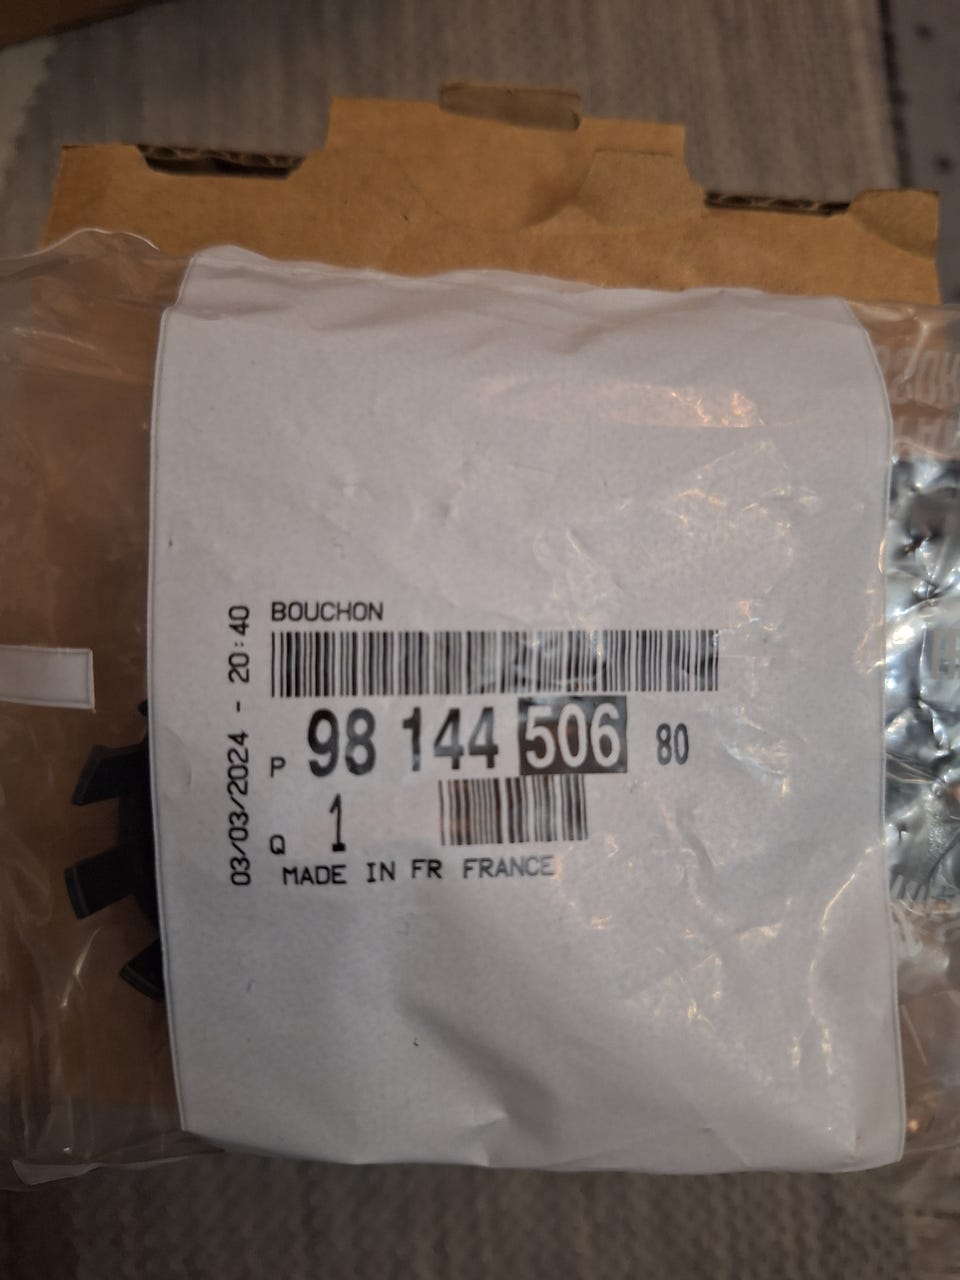 BOUCHON
P 98 144 506 80
Q 1
MADE IN FR FRANCE
03/03/2024 - 20:40